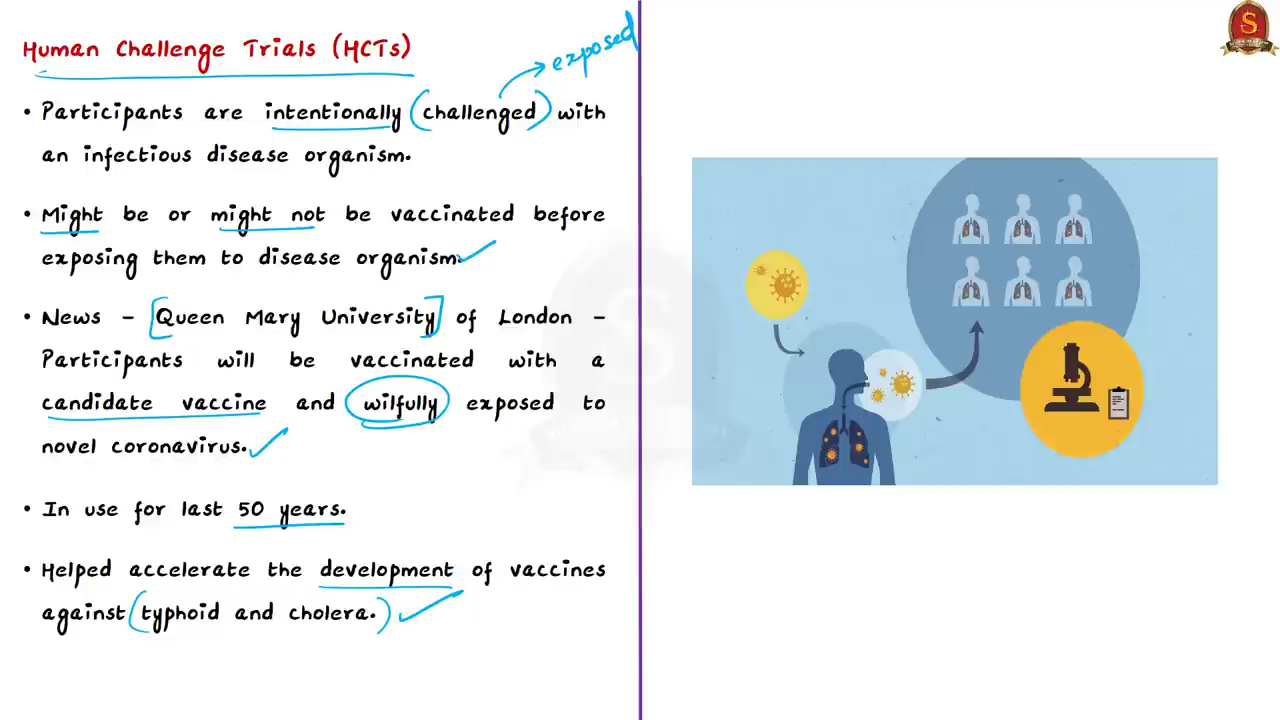 Human Challenge Trials (HCTs)
exposed
• Participants are intentionally (challenged) with
an infectious disease organism.
• Might be or might not be vaccinated before
exposing them to disease organism.
• News - [Queen Mary University] of London -
Participants will be vaccinated with a
candidate vaccine and wilfully exposed to
novel coronavirus.
• In use for last 50 years.
• Helped accelerate the development of vaccines
against (typhoid and cholera.)
S